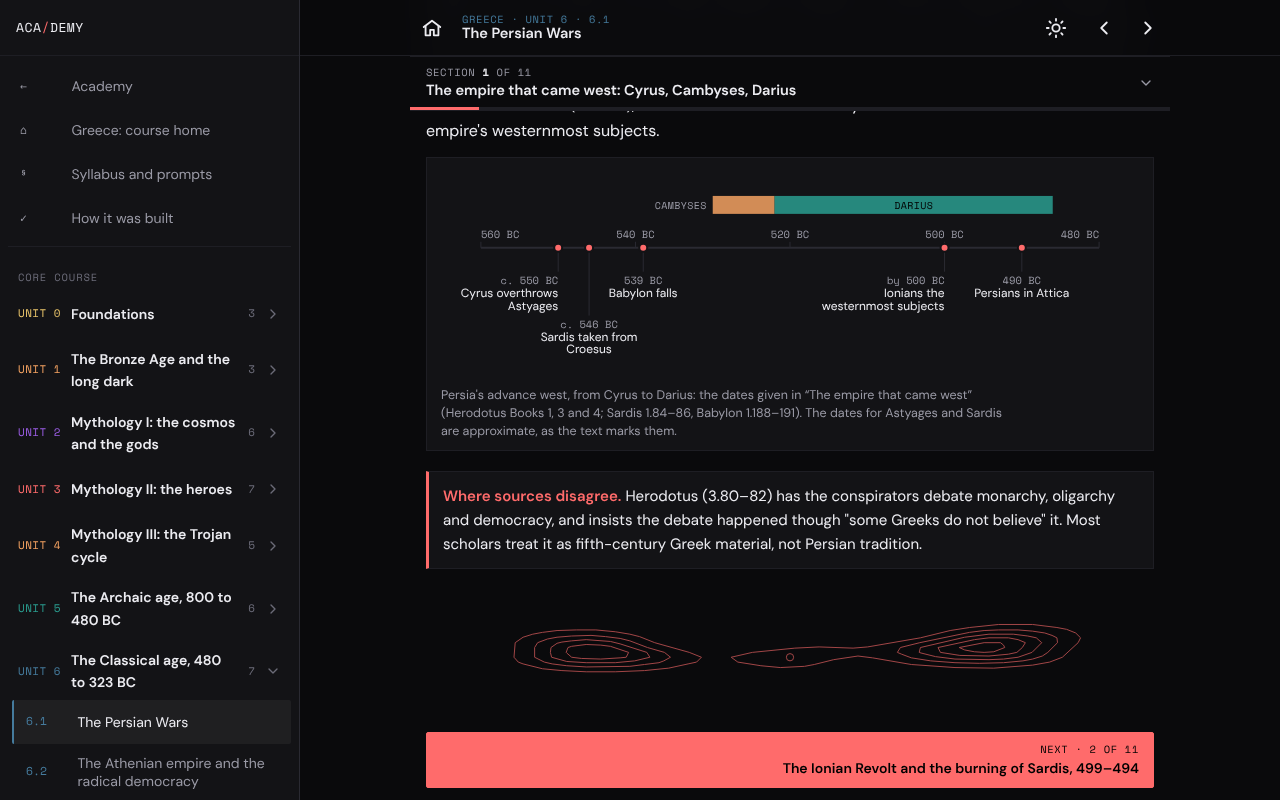 ACA/DEMY
← Academy
⌂ Greece: course home
§ Syllabus and prompts
✓ How it was built
CORE COURSE
UNIT 0 Foundations 3
UNIT 1 The Bronze Age and the
long dark 3
UNIT 2 Mythology I: the cosmos
and the gods 6
UNIT 3 Mythology II: the heroes 7
UNIT 4 Mythology III: the Trojan
cycle 5
UNIT 5 The Archaic age, 800 to
480 BC 6
UNIT 6 The Classical age, 480
to 323 BC 7
6.1 The Persian Wars
6.2 The Athenian empire and the
radical democracy
GREECE · UNIT 6 · 6.1
The Persian Wars
SECTION 1 OF 11
The empire that came west: Cyrus, Cambyses, Darius
empire's westernmost subjects.
CAMBYSES DARIUS
560 BC 540 BC 520 BC 500 BC 480 BC
c. 550 BC
Cyrus overthrows
Astyages
c. 546 BC
Sardis taken from
Croesus
539 BC
Babylon falls
by 500 BC
Ionians the
westernmost subjects
490 BC
Persians in Attica
Persia's advance west, from Cyrus to Darius: the dates given in “The empire that came west”
(Herodotus Books 1, 3 and 4; Sardis 1.84–86, Babylon 1.188–191). The dates for Astyages and Sardis
are approximate, as the text marks them.
Where sources disagree. Herodotus (3.80–82) has the conspirators debate monarchy, oligarchy
and democracy, and insists the debate happened though "some Greeks do not believe" it. Most
scholars treat it as fifth-century Greek material, not Persian tradition.
NEXT · 2 OF 11
The Ionian Revolt and the burning of Sardis, 499–494